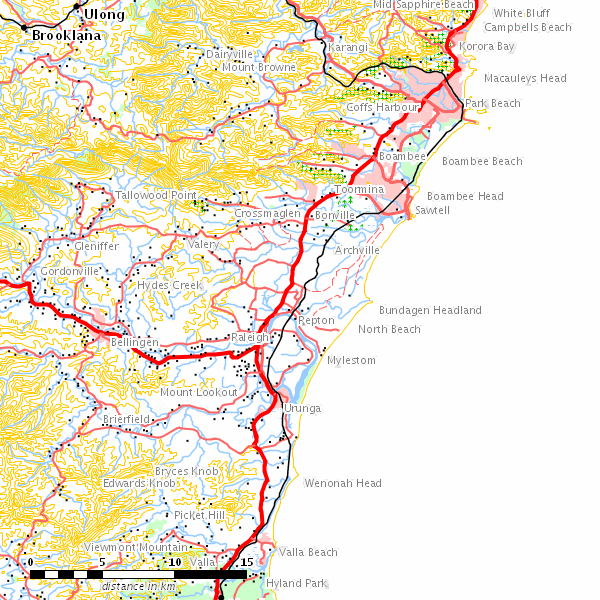 Mid Sapphire Beach
Ulong
White Bluff
Campbells Beach
Brooklana
Karangi
Korora Bay
Dairyville
Mount Browne
Macauleys Head
Coffs Harbour
Park Beach
Boambee
Boambee Beach
Tallowood Point
Toormina
Boambee Head
Crossmaglen
Bonville
Sawtell
Gleniffer
Valery
Archville
Gordonville
Hydes Creek
Bundagen Headland
Repton
North Beach
Bellingen
Raleigh
Mylestom
Mount Lookout
Urunga
Brierfield
Bryces Knob
Edwards Knob
Wenonah Head
Picket Hill
Viewmont Mountain
Valla Beach
Valla
0 5 10 15
distance in km
Hyland Park